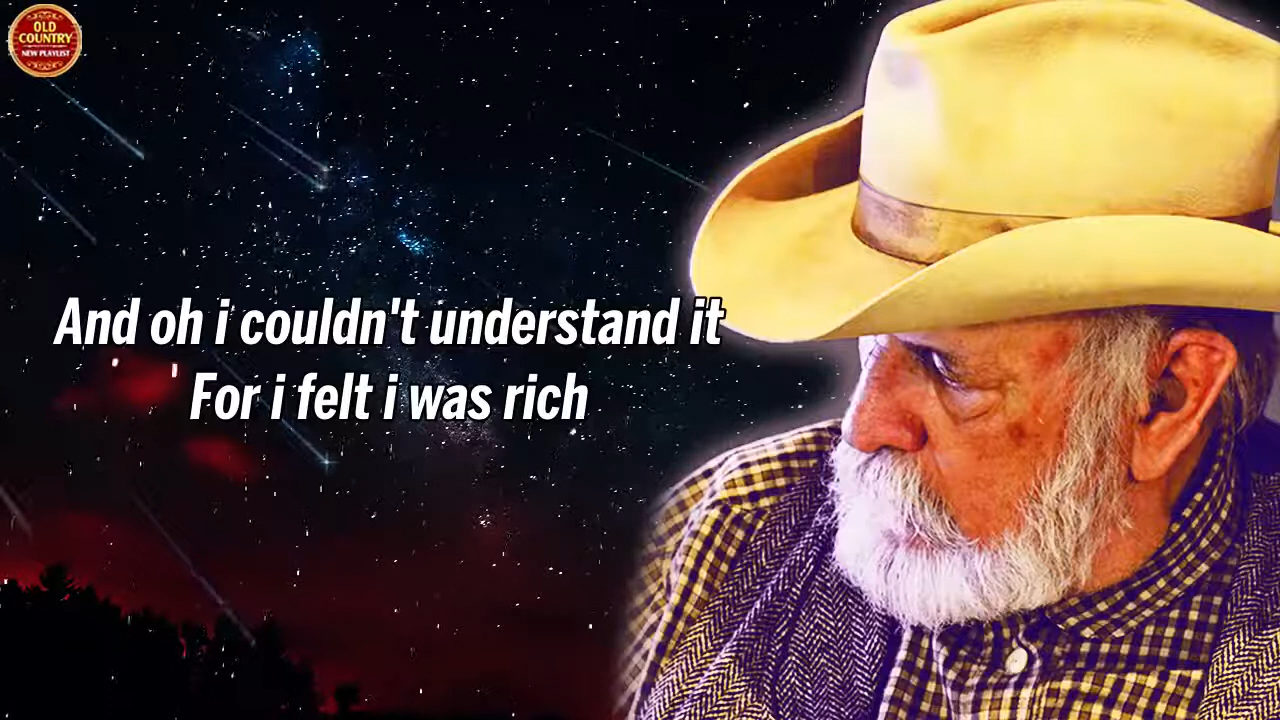 OLD
COUNTRY
NEW PLAYLIST
And oh i couldn't understand it
For i felt i was rich